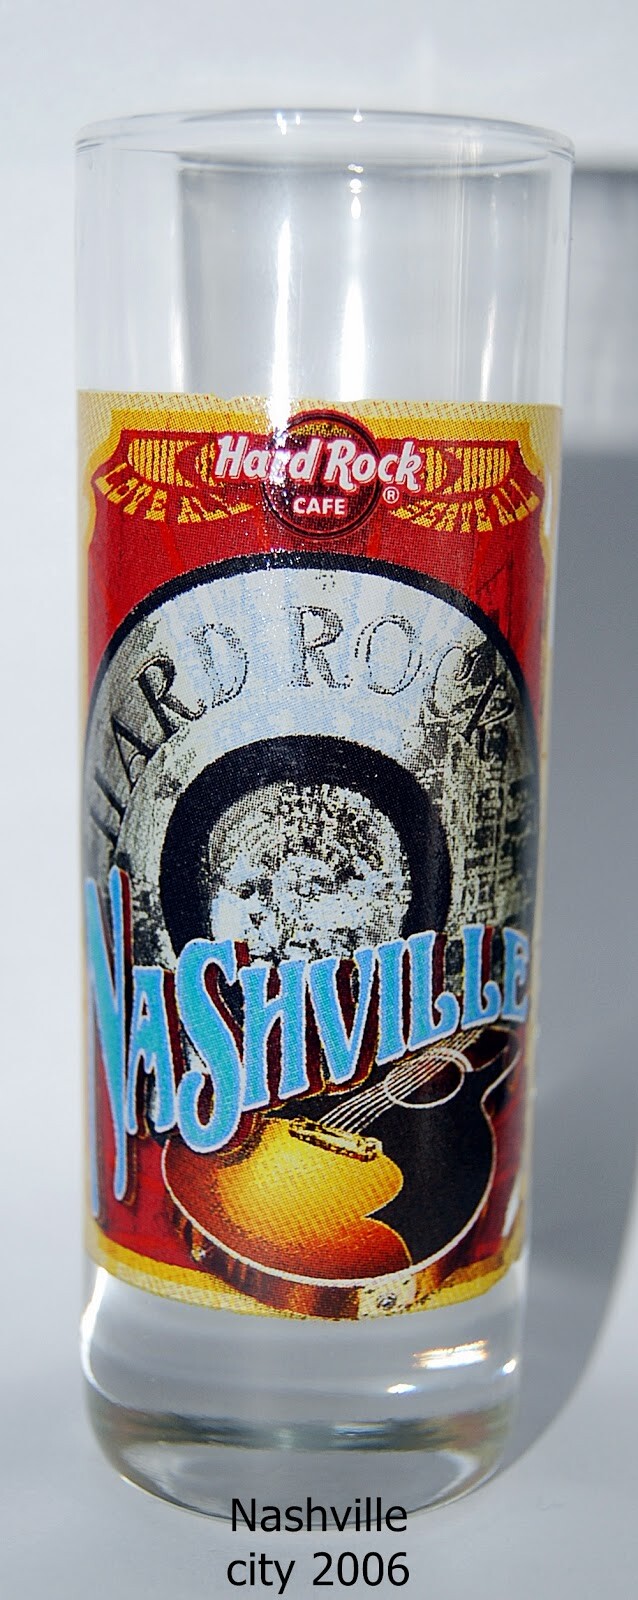 Hard Rock ®
CAFE
LOVE ALL SERVE ALL
HARD ROCK
NASHVILLE
Nashville
city 2006